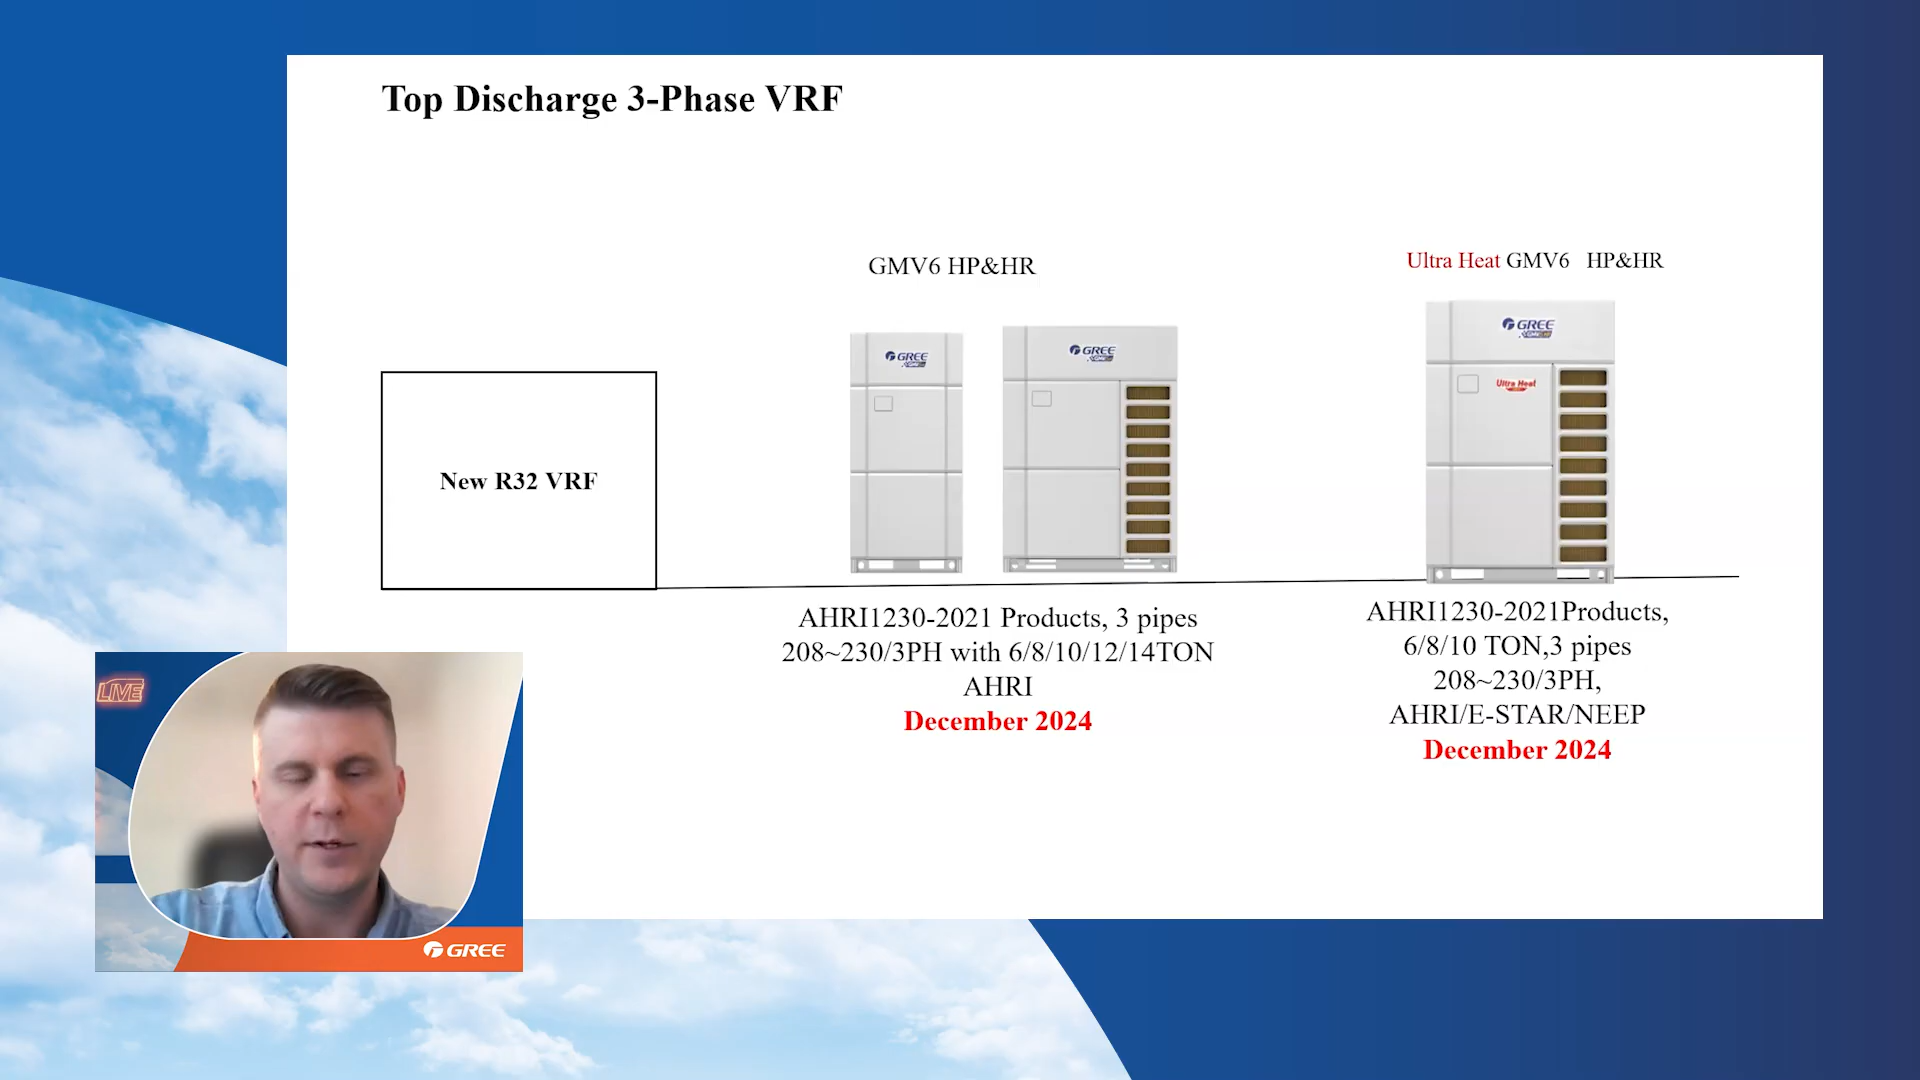 Top Discharge 3-Phase VRF
GMV6 HP&HR
Ultra Heat GMV6 HP&HR
GREE
GREE
GREE
Ultra Heat
New R32 VRF
AHRI1230-2021 Products, 3 pipes
208~230/3PH with 6/8/10/12/14TON
AHRI
December 2024
AHRI1230-2021Products,
6/8/10 TON,3 pipes
208~230/3PH,
AHRI/E-STAR/NEEP
December 2024
LIVE
GREE